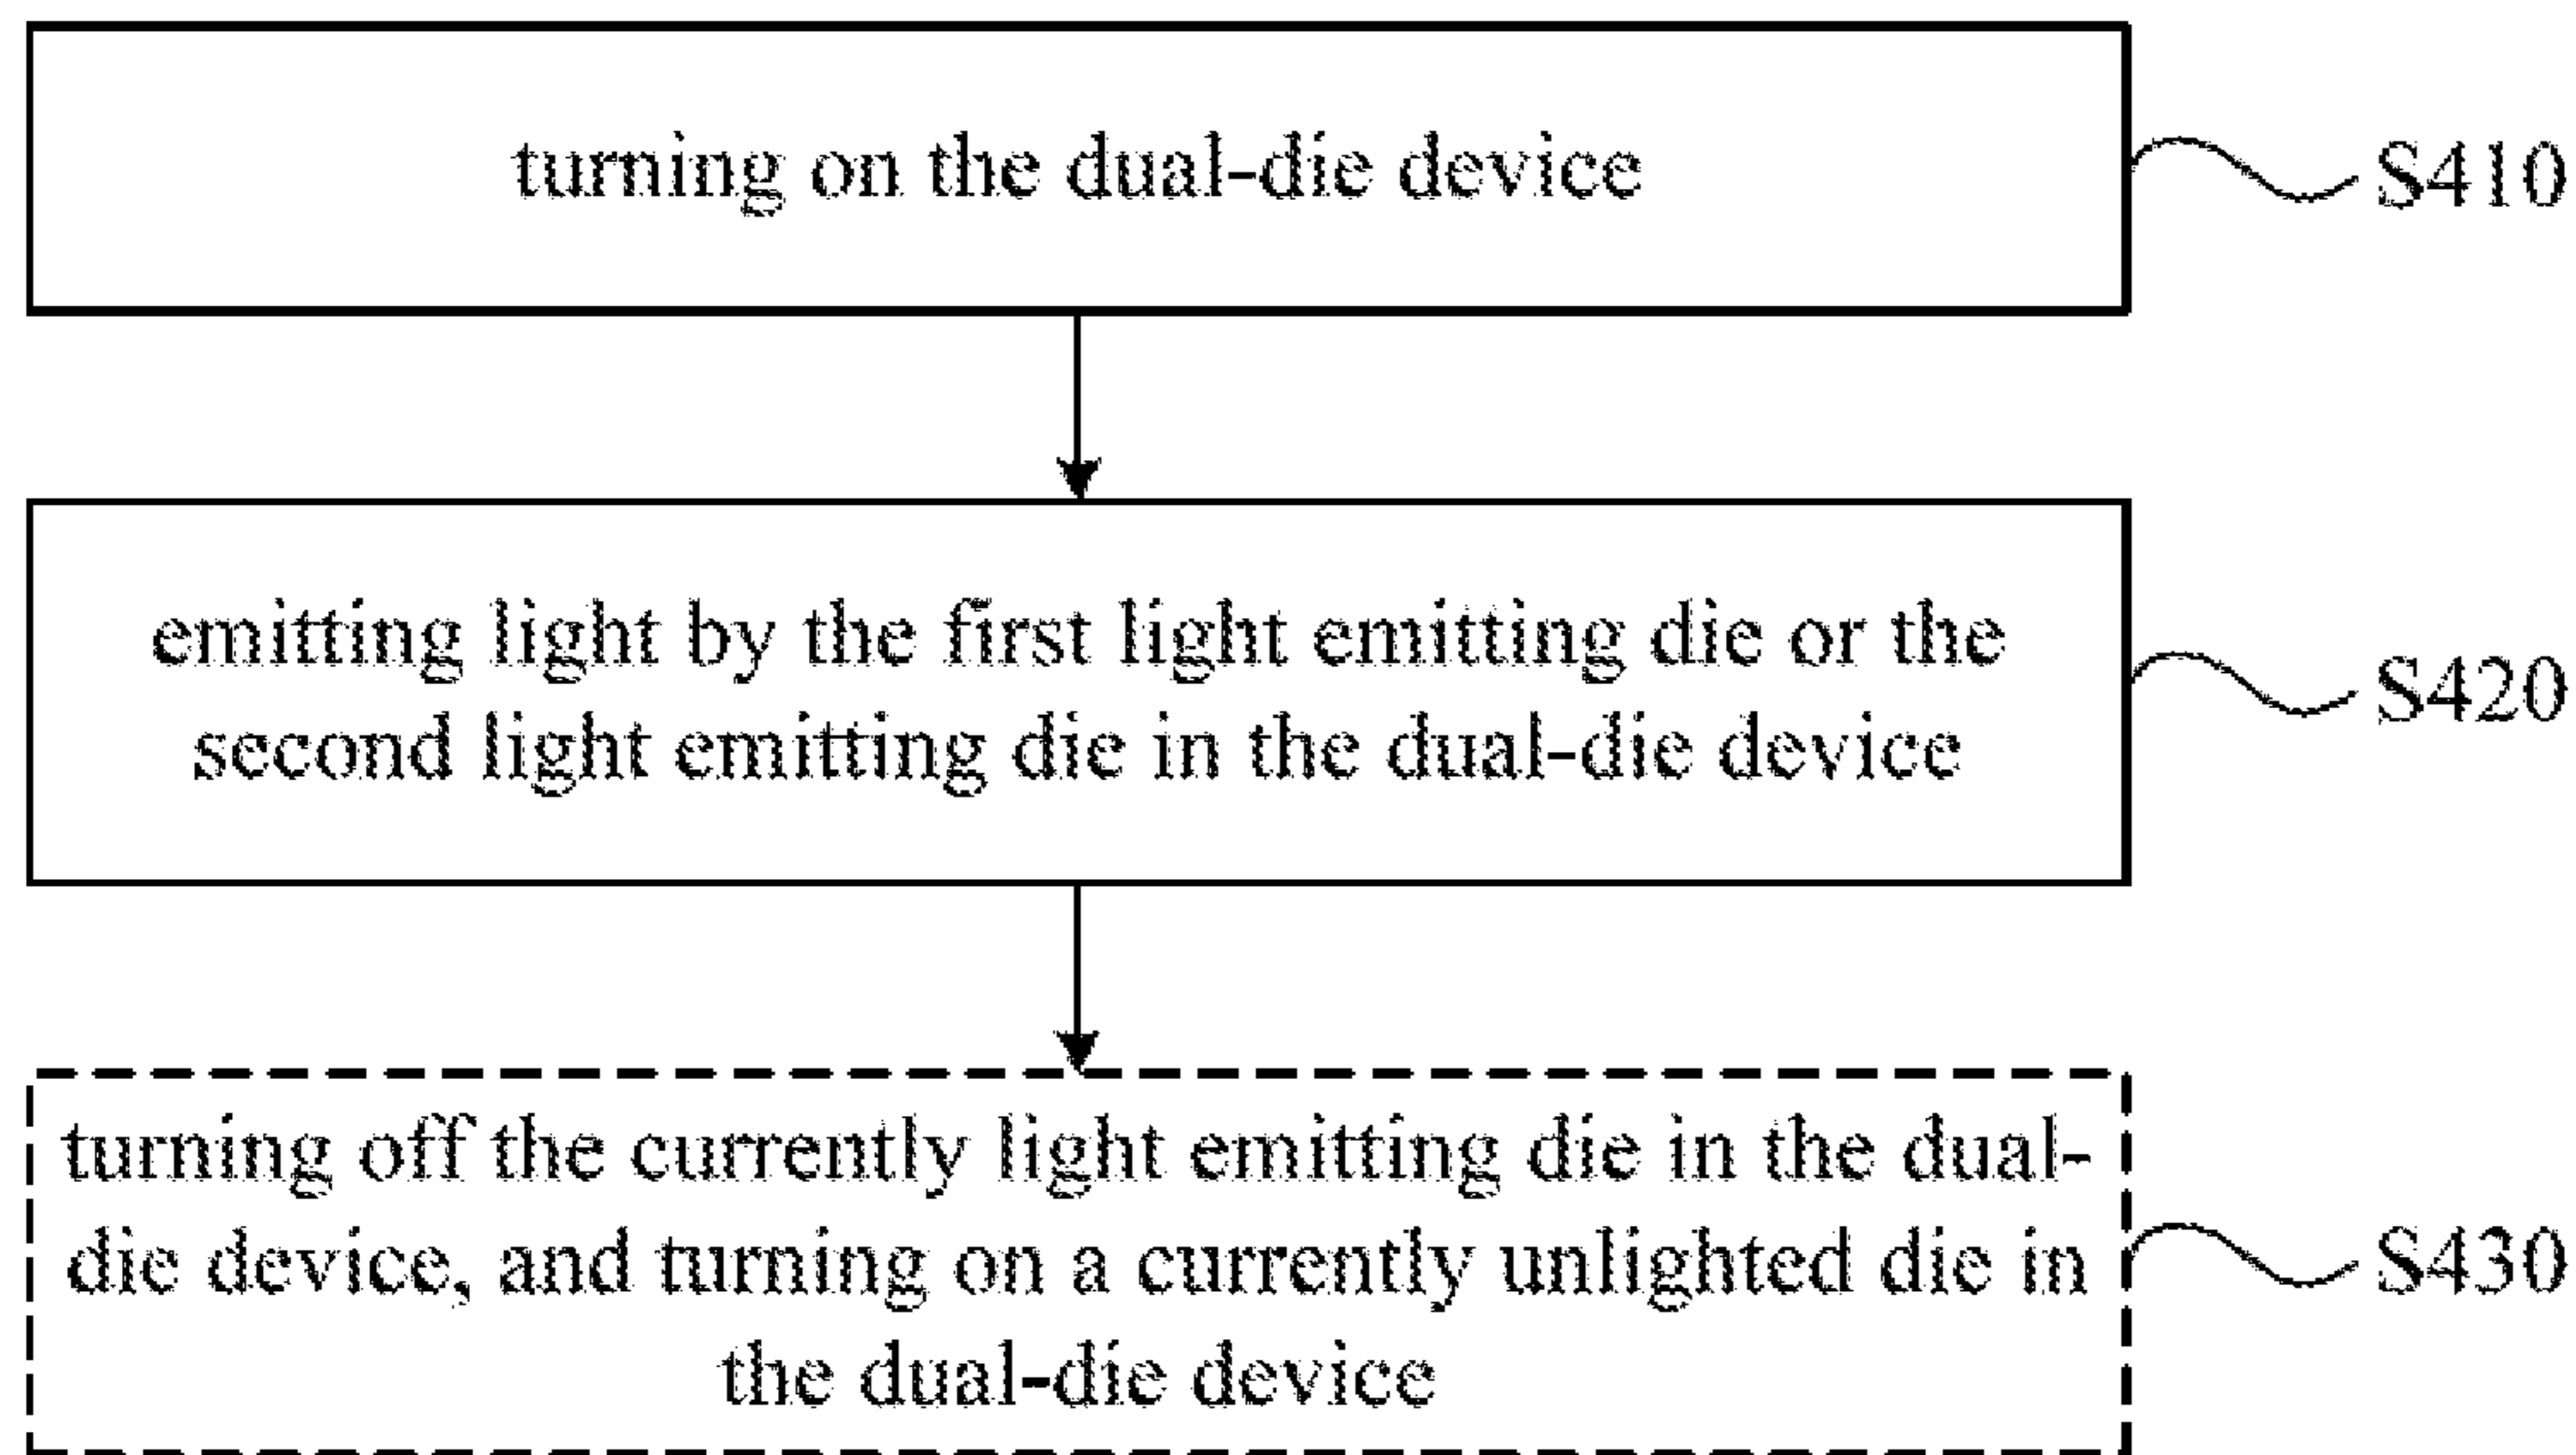 turning on the dual-die device
S410
emitting light by the first light emitting die or the
second light emitting die in the dual-die device
S420
turning off the currently light emitting die in the dual-
die device, and turning on a currently unlighted die in
the dual-die device
S430